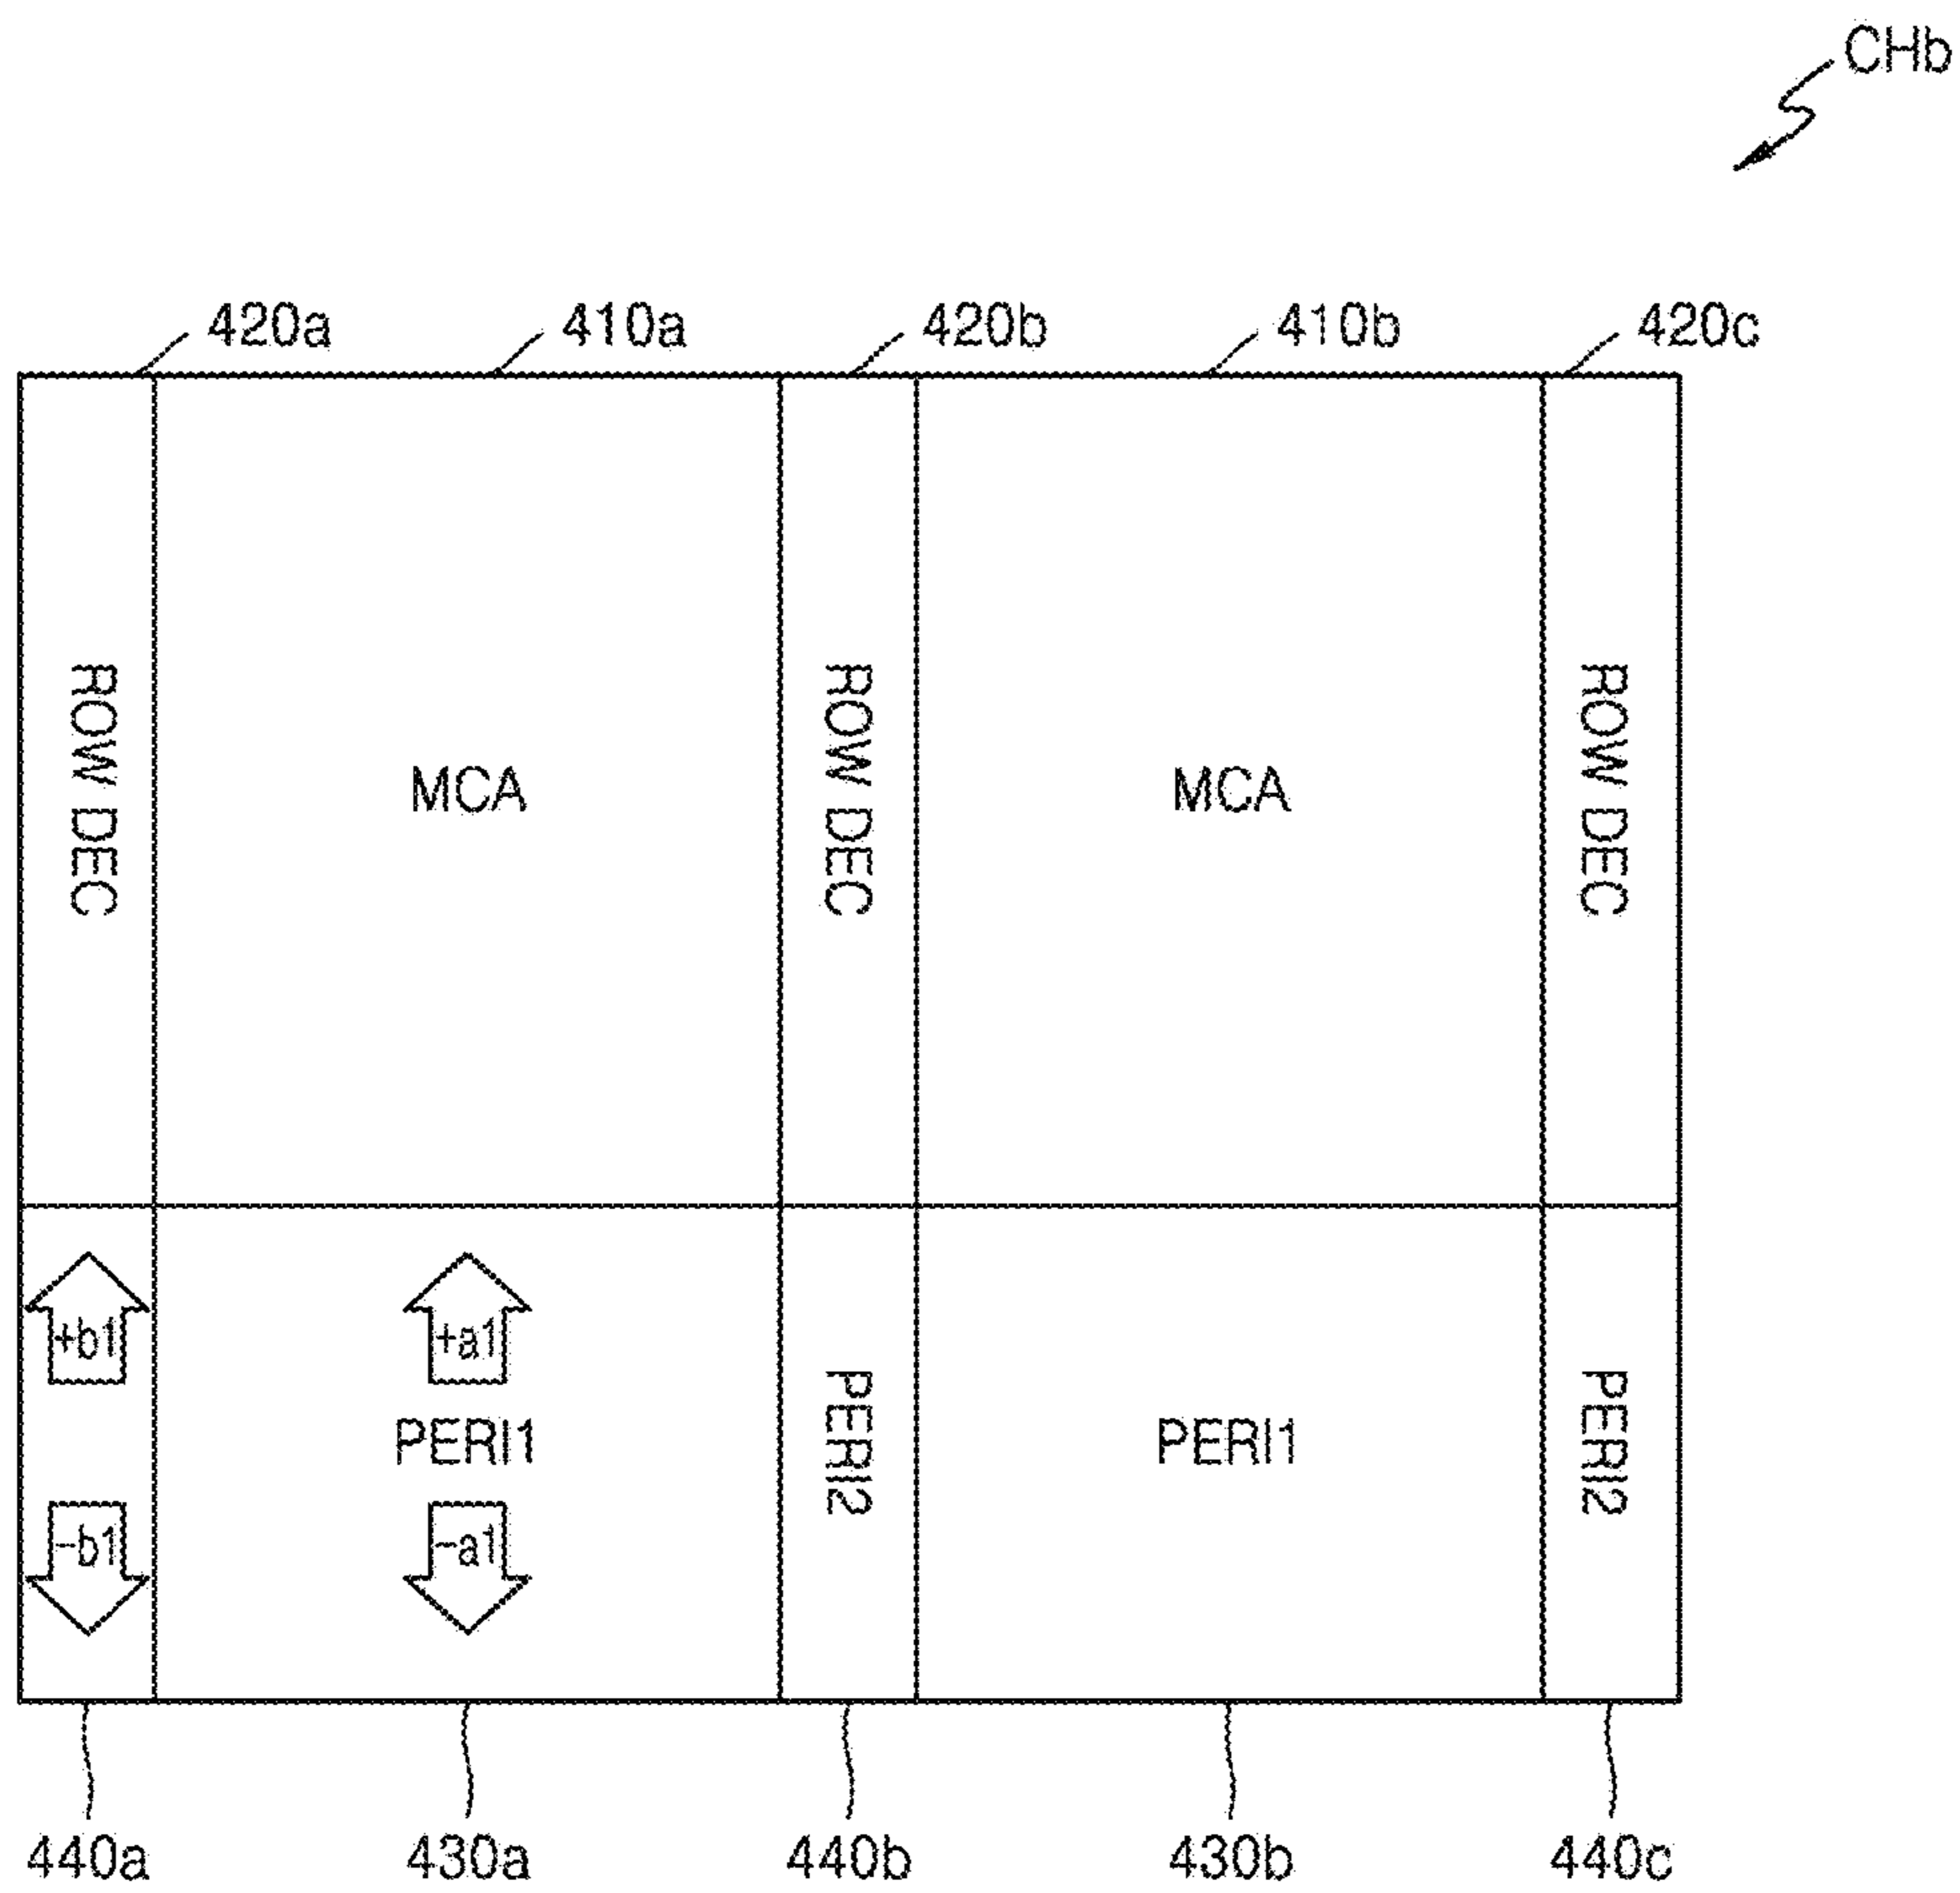 CHb
420a 410a 420b 410b 420c
ROW DEC MCA ROW DEC MCA ROW DEC
+b1 +a1
PERI1 PERI2 PERI1 PERI2
-b1 -a1
440a 430a 440b 430b 440c